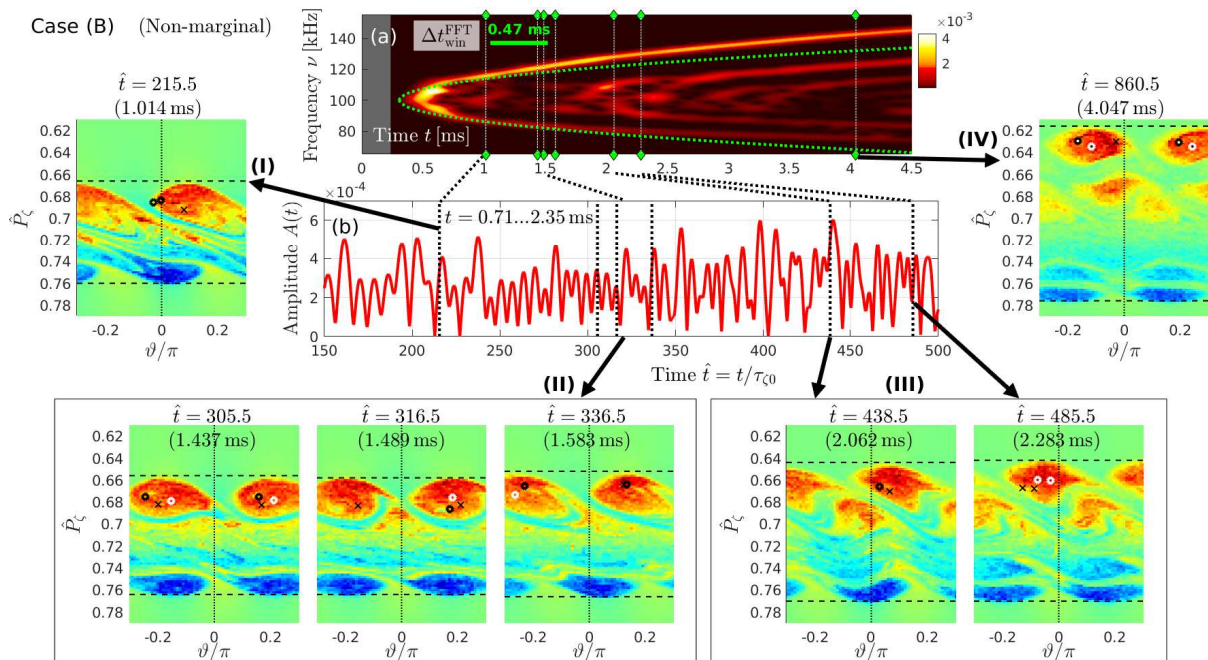 Case (B) (Non-marginal)
(a)
Δt_win^FFT
0.47 ms
×10⁻³
4
2
Frequency ν [kHz]
140
120
100
80
Time t [ms]
0 0.5 1 1.5 2 2.5 3 3.5 4 4.5
t̂ = 215.5
(1.014 ms)
P̂_ζ
0.62
0.64
0.66
0.68
0.7
0.72
0.74
0.76
0.78
-0.2 0 0.2
ϑ/π
(I)
×10⁻⁴
(b)
t = 0.71...2.35 ms
Amplitude A(t)
6
4
2
0
150 200 250 300 350 400 450 500
Time t̂ = t/τ_ζ0
(IV)
t̂ = 860.5
(4.047 ms)
P̂_ζ
0.62
0.64
0.66
0.68
0.7
0.72
0.74
0.76
0.78
-0.2 0 0.2
ϑ/π
(II)
t̂ = 305.5 t̂ = 316.5 t̂ = 336.5
(1.437 ms) (1.489 ms) (1.583 ms)
P̂_ζ
0.62
0.64
0.66
0.68
0.7
0.72
0.74
0.76
0.78
-0.2 0 0.2 -0.2 0 0.2 -0.2 0 0.2
ϑ/π ϑ/π ϑ/π
(III)
t̂ = 438.5 t̂ = 485.5
(2.062 ms) (2.283 ms)
P̂_ζ
0.62
0.64
0.66
0.68
0.7
0.72
0.74
0.76
0.78
-0.2 0 0.2 -0.2 0 0.2
ϑ/π ϑ/π